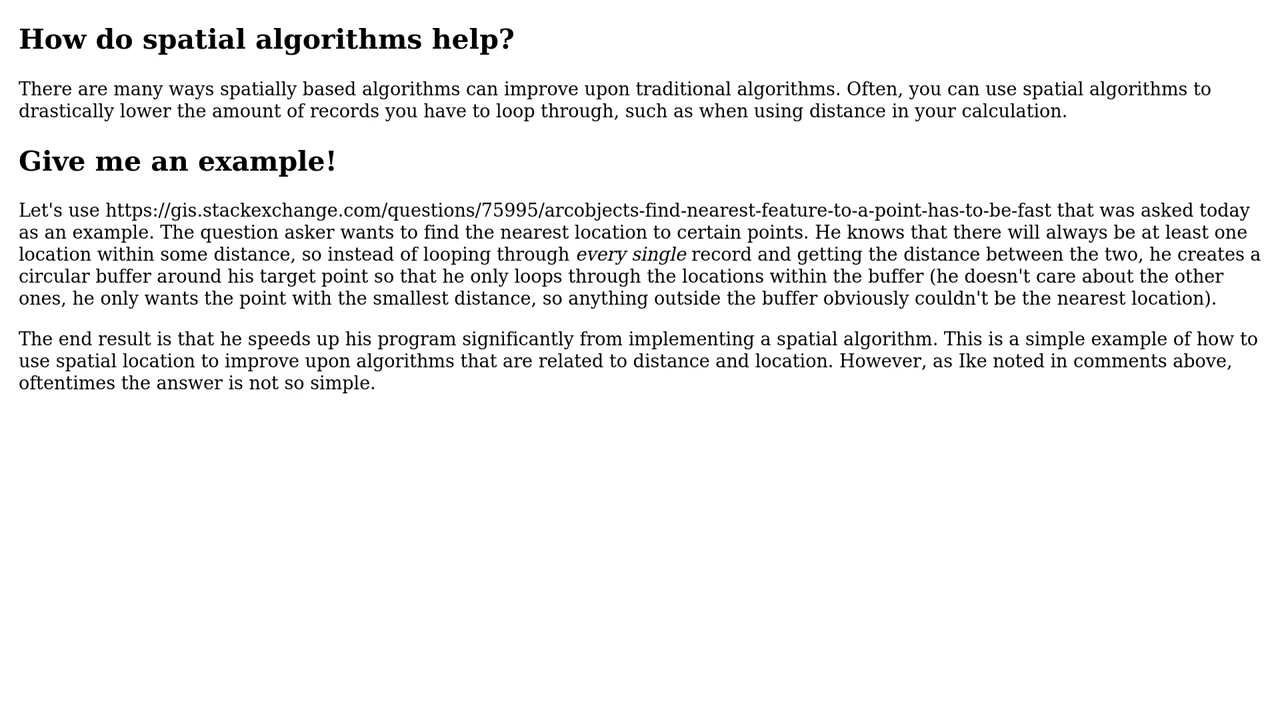 How do spatial algorithms help?
There are many ways spatially based algorithms can improve upon traditional algorithms. Often, you can use spatial algorithms to
drastically lower the amount of records you have to loop through, such as when using distance in your calculation.
Give me an example!
Let's use https://gis.stackexchange.com/questions/75995/arcobjects-find-nearest-feature-to-a-point-has-to-be-fast that was asked today
as an example. The question asker wants to find the nearest location to certain points. He knows that there will always be at least one
location within some distance, so instead of looping through every single record and getting the distance between the two, he creates a
circular buffer around his target point so that he only loops through the locations within the buffer (he doesn't care about the other
ones, he only wants the point with the smallest distance, so anything outside the buffer obviously couldn't be the nearest location).
The end result is that he speeds up his program significantly from implementing a spatial algorithm. This is a simple example of how to
use spatial location to improve upon algorithms that are related to distance and location. However, as Ike noted in comments above,
oftentimes the answer is not so simple.